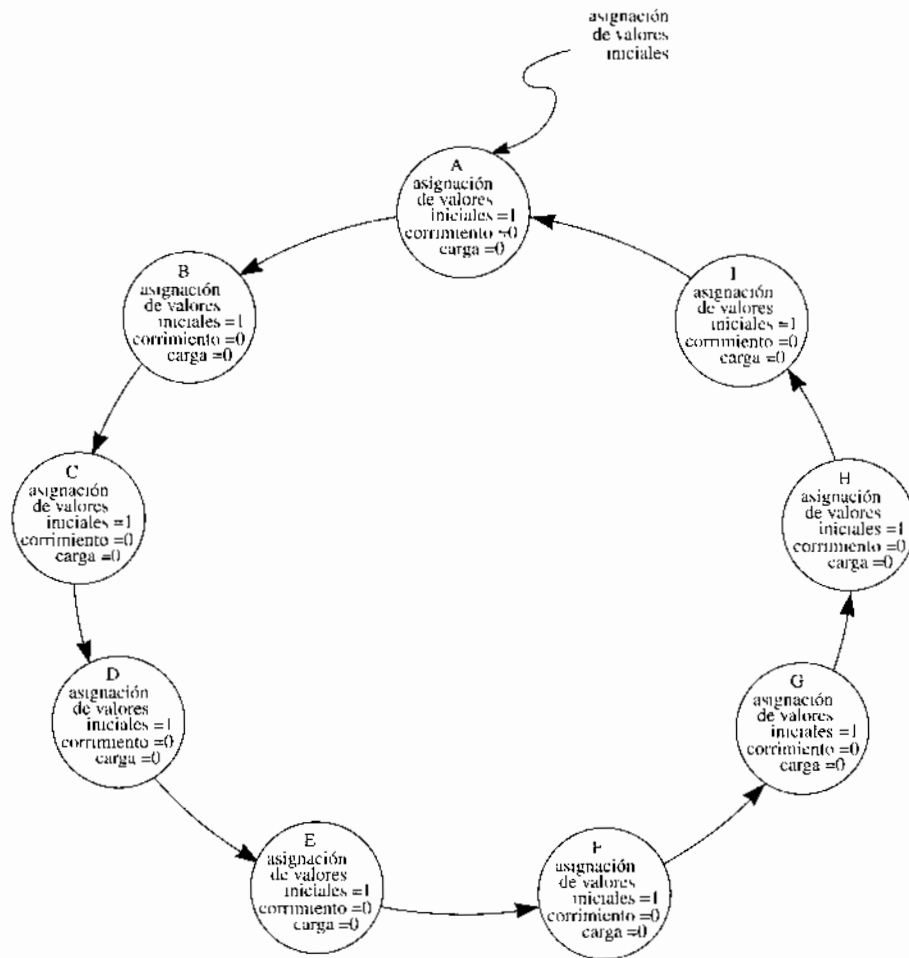 asignación
de valores
iniciales
A
asignación
de valores
iniciales =1
corrimiento =0
carga =0
B
asignación
de valores
iniciales =1
corrimiento =0
carga =0
I
asignación
de valores
iniciales =1
corrimiento =0
carga =0
C
asignación
de valores
iniciales =1
corrimiento =0
carga =0
H
asignación
de valores
iniciales =1
corrimiento =0
carga =0
D
asignación
de valores
iniciales =1
corrimiento =0
carga =0
G
asignación
de valores
iniciales =1
corrimiento =0
carga =0
E
asignación
de valores
iniciales =1
corrimiento =0
carga =0
F
asignación
de valores
iniciales =1
corrimiento =0
carga =0